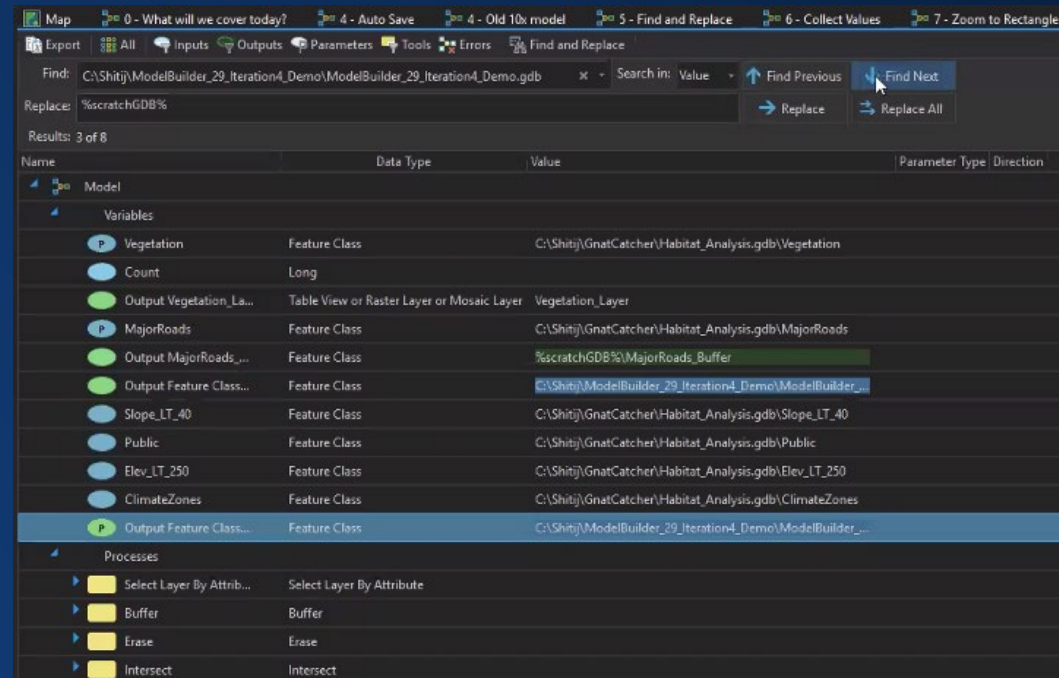 Map 0 - What will we cover today? 4 - Auto Save 4 - Old 10x model 5 - Find and Replace 6 - Collect Values 7 - Zoom to Rectangle
Export All Inputs Outputs Parameters Tools Errors Find and Replace
Find: C:\Shitij\ModelBuilder_29_Iteration4_Demo\ModelBuilder_29_Iteration4_Demo.gdb Search in: Value Find Previous Find Next
Replace: %scratchGDB% Replace Replace All
Results: 3 of 8
Name Data Type Value Parameter Type Direction
Model
Variables
P Vegetation Feature Class C:\Shitij\GnatCatcher\Habitat_Analysis.gdb\Vegetation
Count Long
Output Vegetation_La... Table View or Raster Layer or Mosaic Layer Vegetation_Layer
P MajorRoads Feature Class C:\Shitij\GnatCatcher\Habitat_Analysis.gdb\MajorRoads
Output MajorRoads_... Feature Class %scratchGDB%\MajorRoads_Buffer
Output Feature Class... Feature Class C:\Shitij\ModelBuilder_29_Iteration4_Demo\ModelBuilder_...
Slope_LT_40 Feature Class C:\Shitij\GnatCatcher\Habitat_Analysis.gdb\Slope_LT_40
Public Feature Class C:\Shitij\GnatCatcher\Habitat_Analysis.gdb\Public
Elev_LT_250 Feature Class C:\Shitij\GnatCatcher\Habitat_Analysis.gdb\Elev_LT_250
ClimateZones Feature Class C:\Shitij\GnatCatcher\Habitat_Analysis.gdb\ClimateZones
P Output Feature Class... Feature Class C:\Shitij\ModelBuilder_29_Iteration4_Demo\ModelBuilder_...
Processes
Select Layer By Attrib... Select Layer By Attribute
Buffer Buffer
Erase Erase
Intersect Intersect